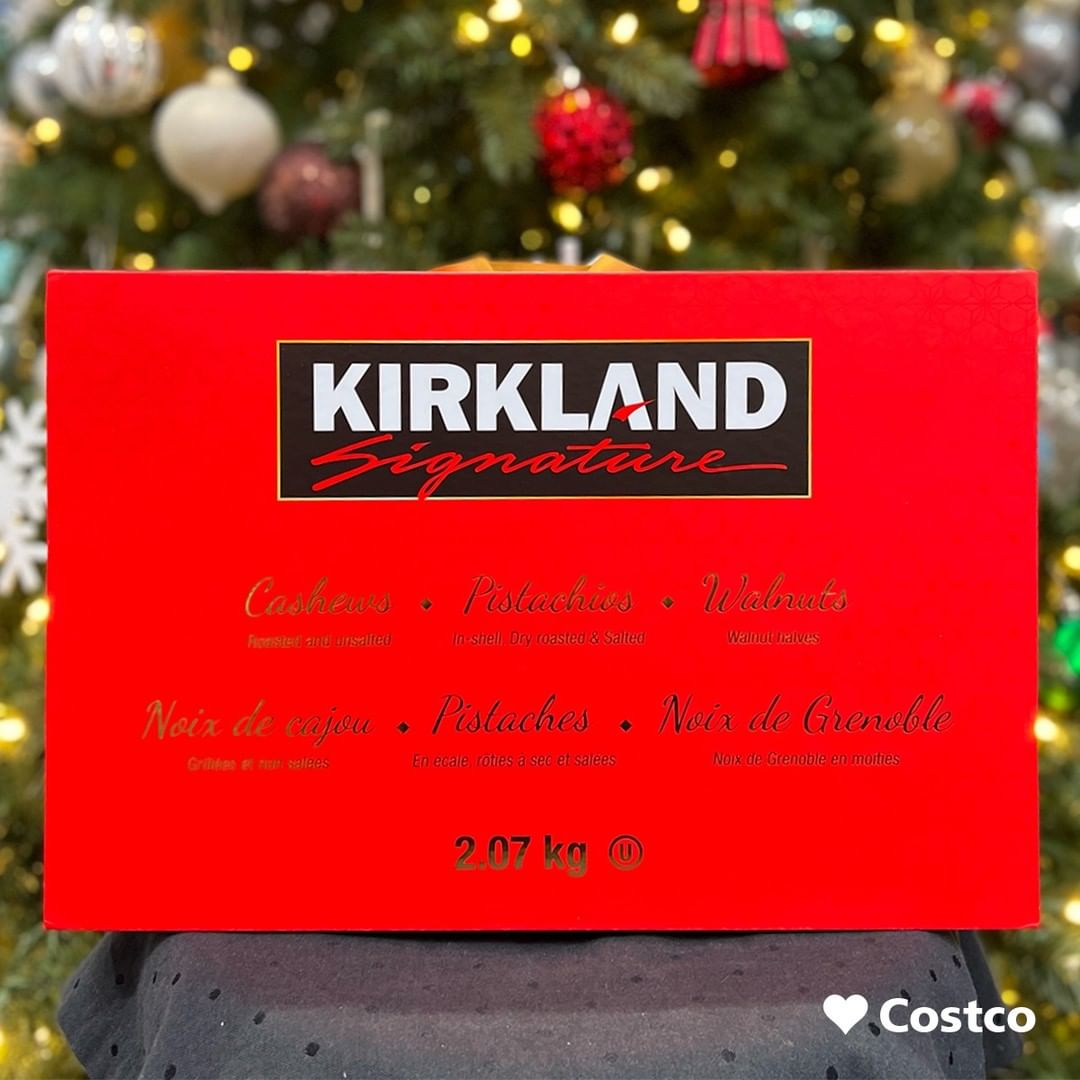 KIRKLAND
Signature
Cashews ◆ Pistachios ◆ Walnuts
Roasted and unsalted In-shell, Dry roasted & Salted Walnut halves
Noix de cajou ◆ Pistaches ◆ Noix de Grenoble
Grillées et non salées En écale, rôties à sec et salées Noix de Grenoble en moitiés
2.07 kg Ⓤ
♥ Costco